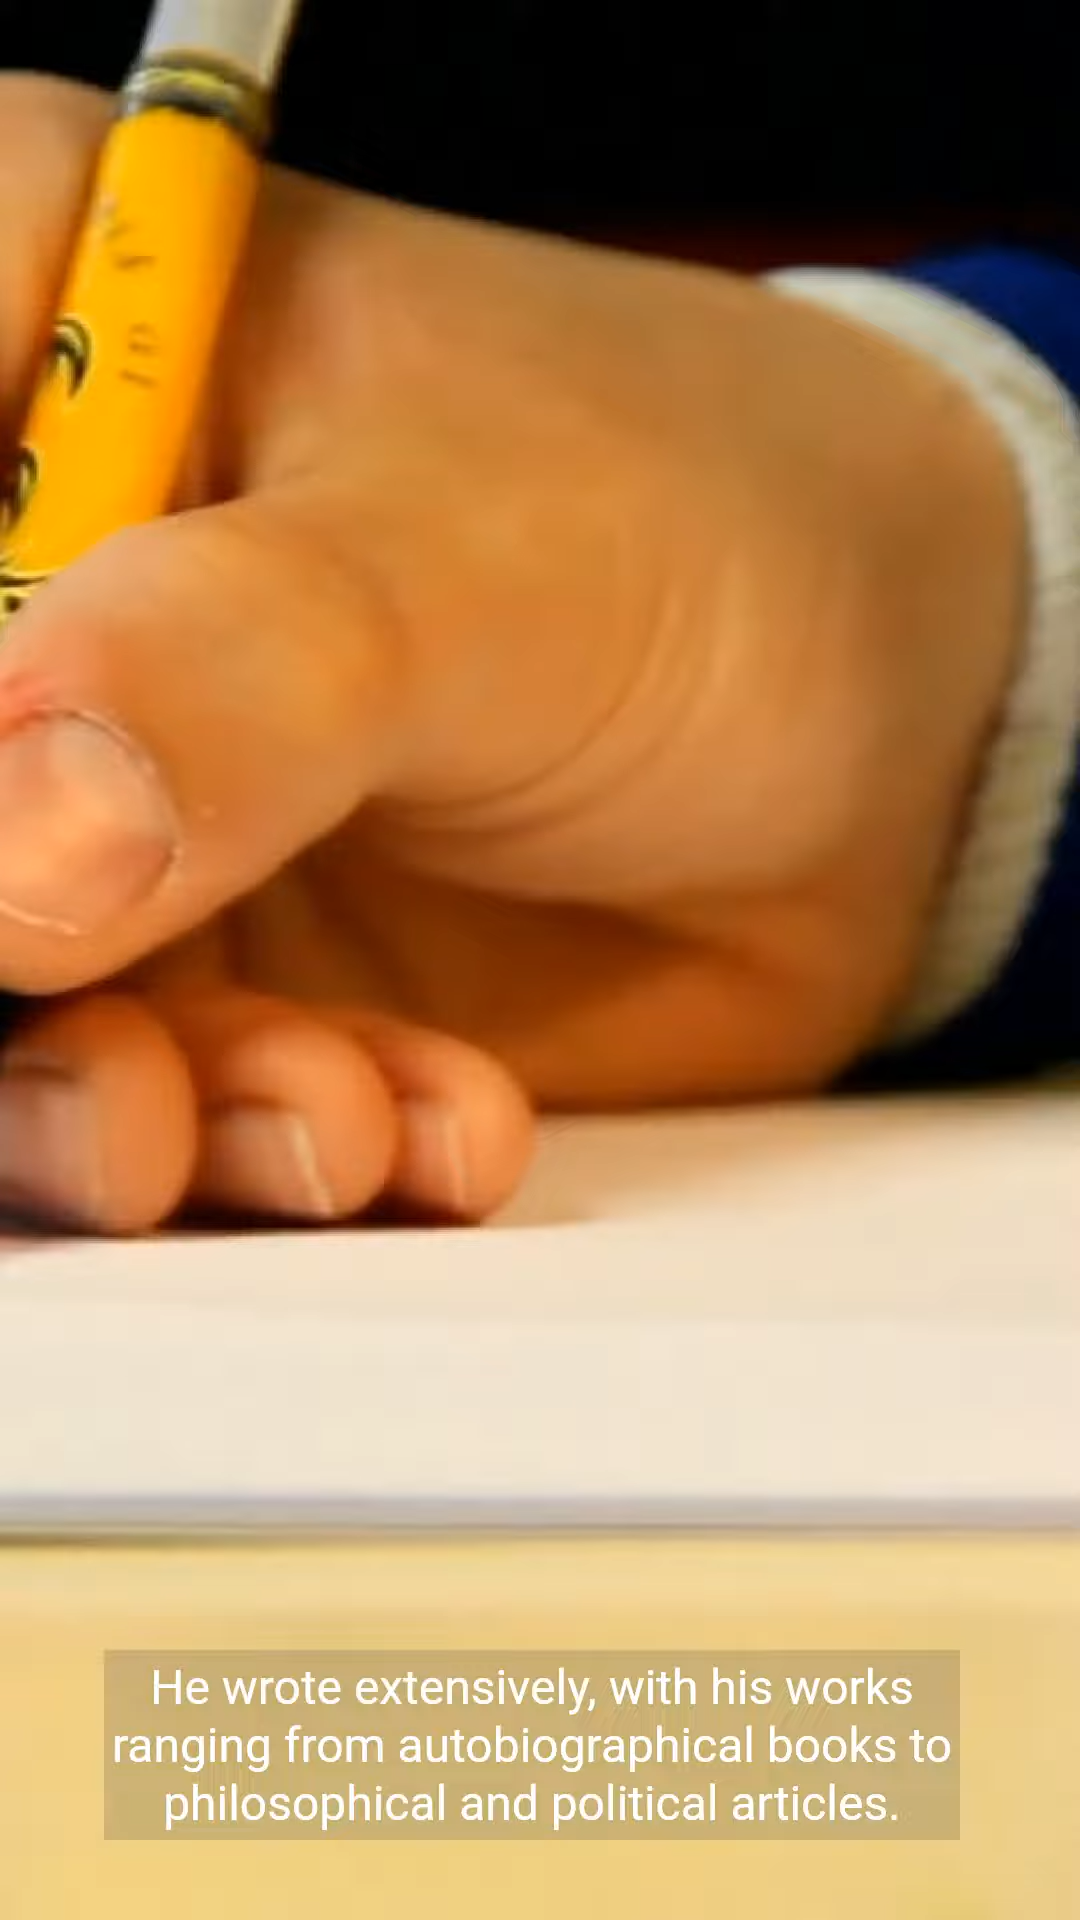 He wrote extensively, with his works
ranging from autobiographical books to
philosophical and political articles.